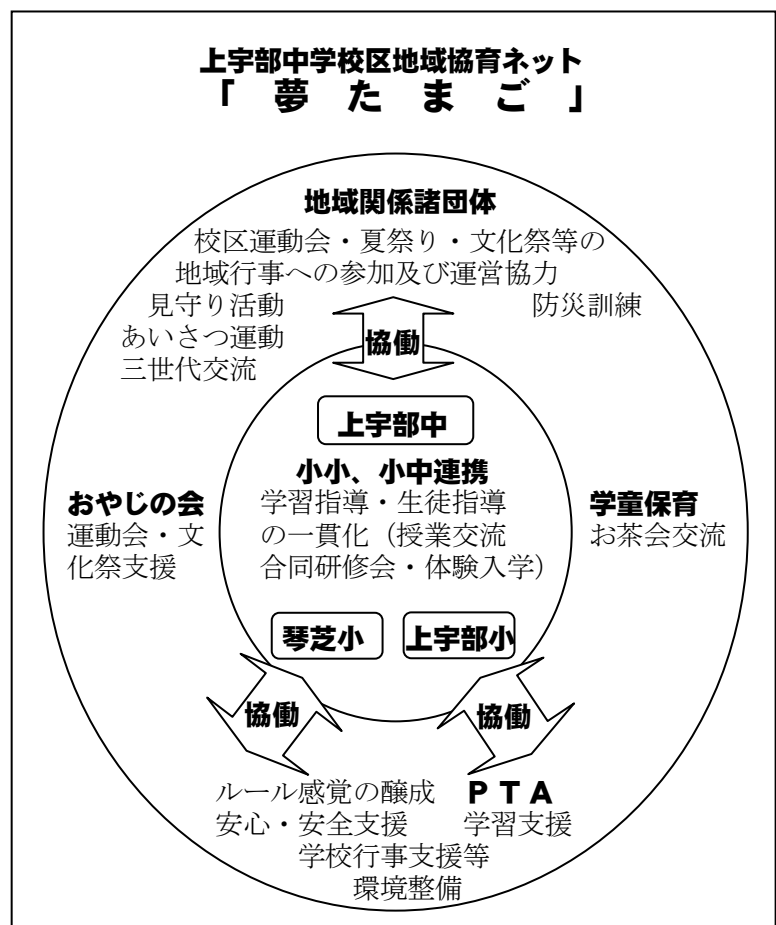 上宇部中学校区地域協育ネット
「　夢　た　ま　ご　」
地域関係諸団体
校区運動会・夏祭り・文化祭等の
地域行事への参加及び運営協力
見守り活動
防災訓練
あいさつ運動
三世代交流
協働
上宇部中
小小、小中連携
学習指導・生徒指導
の一貫化（授業交流
合同研修会・体験入学）
おやじの会
運動会・文
化祭支援
学童保育
お茶会交流
琴芝小
上宇部小
協働
協働
ルール感覚の醸成
ＰＴＡ
安心・安全支援
学習支援
学校行事支援等
環境整備